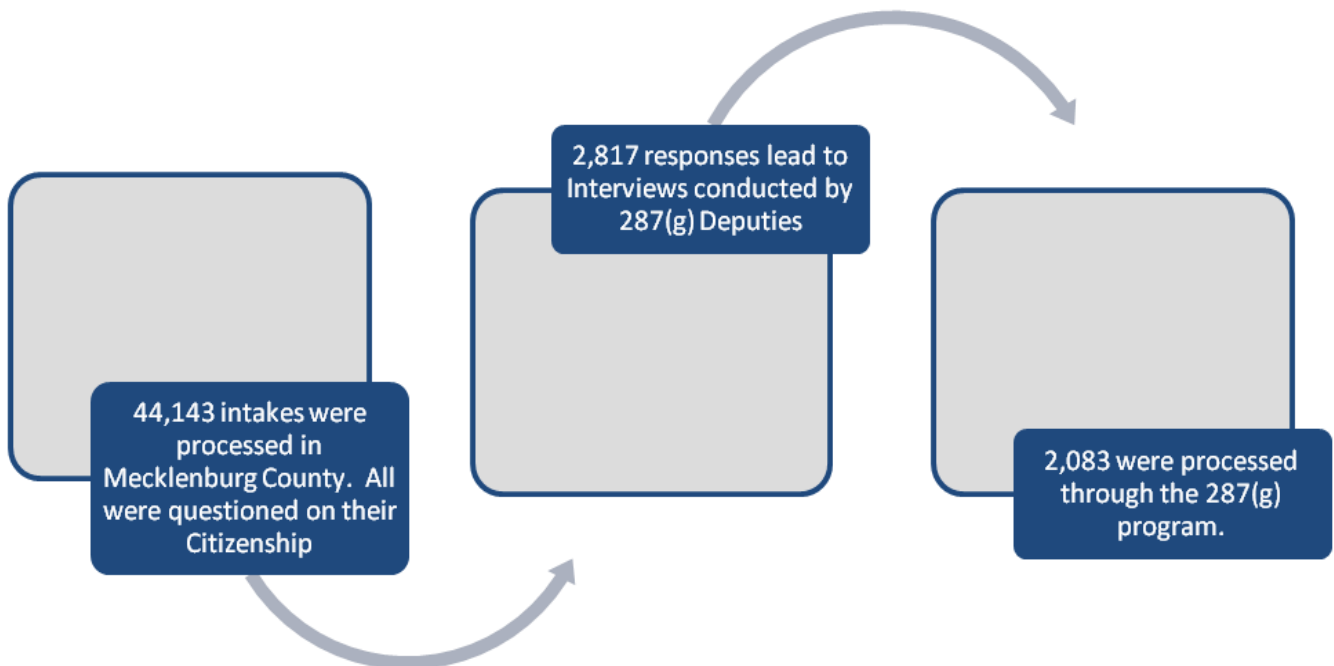 44,143 intakes were
processed in
Mecklenburg County.  All
were questioned on their
Citizenship
2,817 responses lead to
Interviews conducted by
287(g) Deputies
2,083 were processed
through the 287(g)
program.